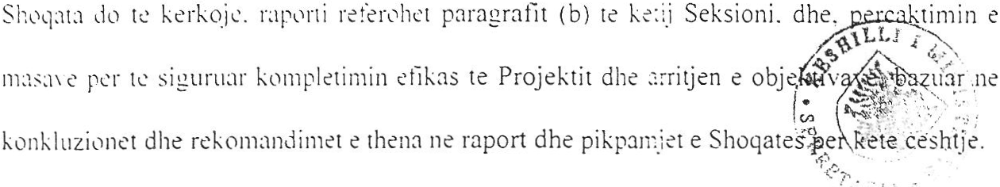 Shoqata do te kerkoje. raporti referohet paragrafit (b) te ketij Seksioni. dhe, percaktimin e
masave per te siguruar kompletimin efikas te Projektit dhe arritjen e objektivave, bazuar ne
konkluzionet dhe rekomandimet e thena ne raport dhe pikpamjet e Shoqates per kete ceshtje.
KESHILLI I